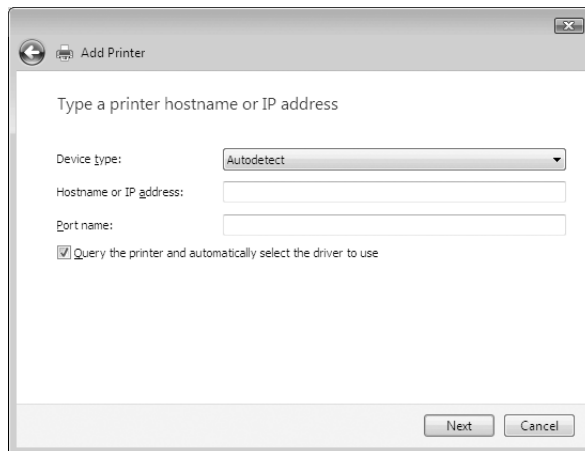 Add Printer
Type a printer hostname or IP address
Device type: Autodetect
Hostname or IP address:
Port name:
Query the printer and automatically select the driver to use
Next Cancel